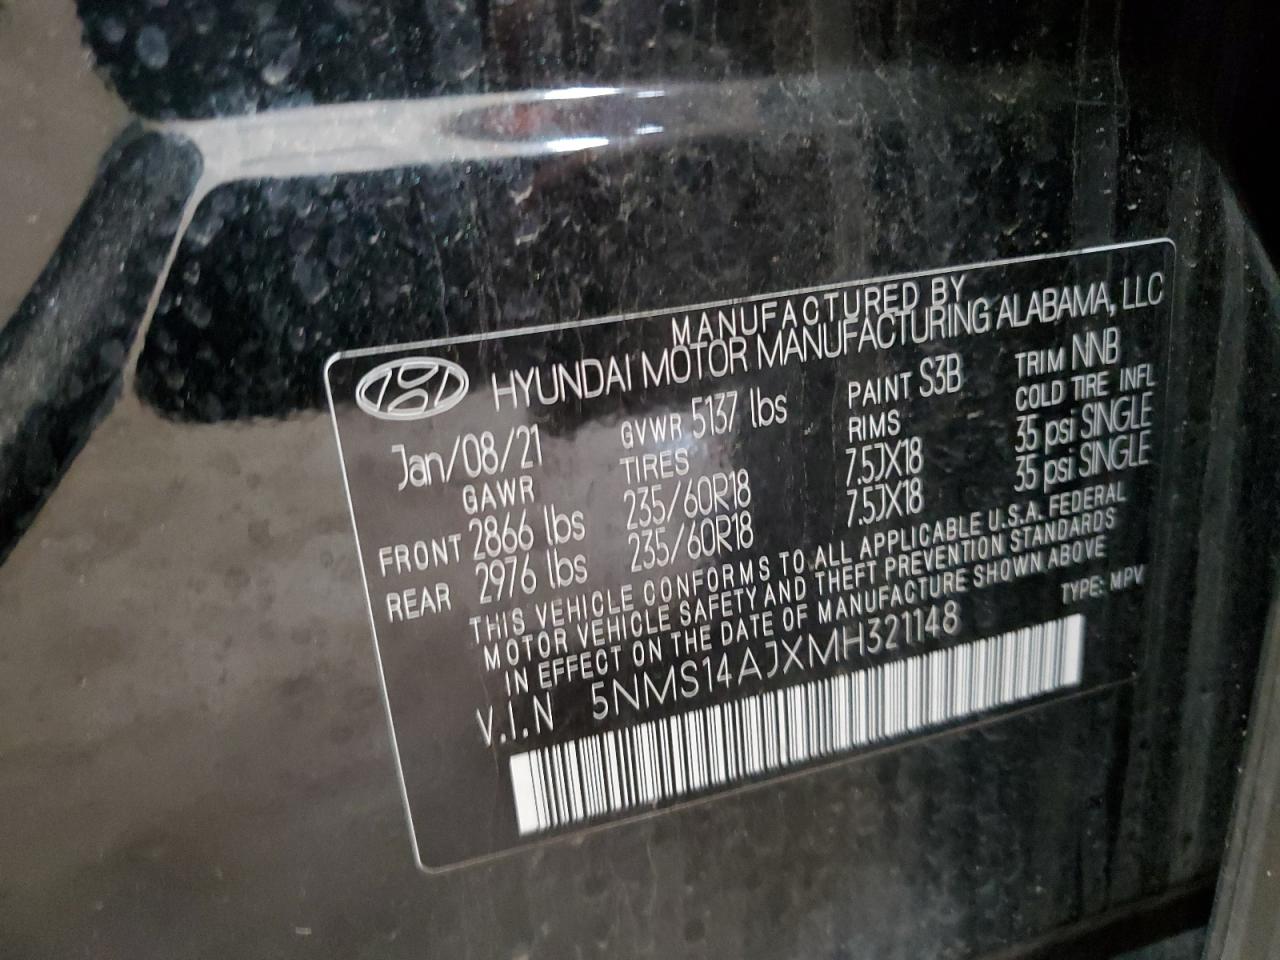 MANUFACTURED BY
HYUNDAI MOTOR MANUFACTURING ALABAMA, LLC
Jan/08/21 GVWR 5137 lbs PAINT S3B TRIM NNB
GAWR TIRES RIMS COLD TIRE INFL
FRONT 2866 lbs 235/60R18 7.5JX18 35 psi SINGLE
REAR 2976 lbs 235/60R18 7.5JX18 35 psi SINGLE
THIS VEHICLE CONFORMS TO ALL APPLICABLE U.S.A. FEDERAL
MOTOR VEHICLE SAFETY AND THEFT PREVENTION STANDARDS
IN EFFECT ON THE DATE OF MANUFACTURE SHOWN ABOVE
V.I.N 5NMS14AJXMH321148 TYPE: MPV